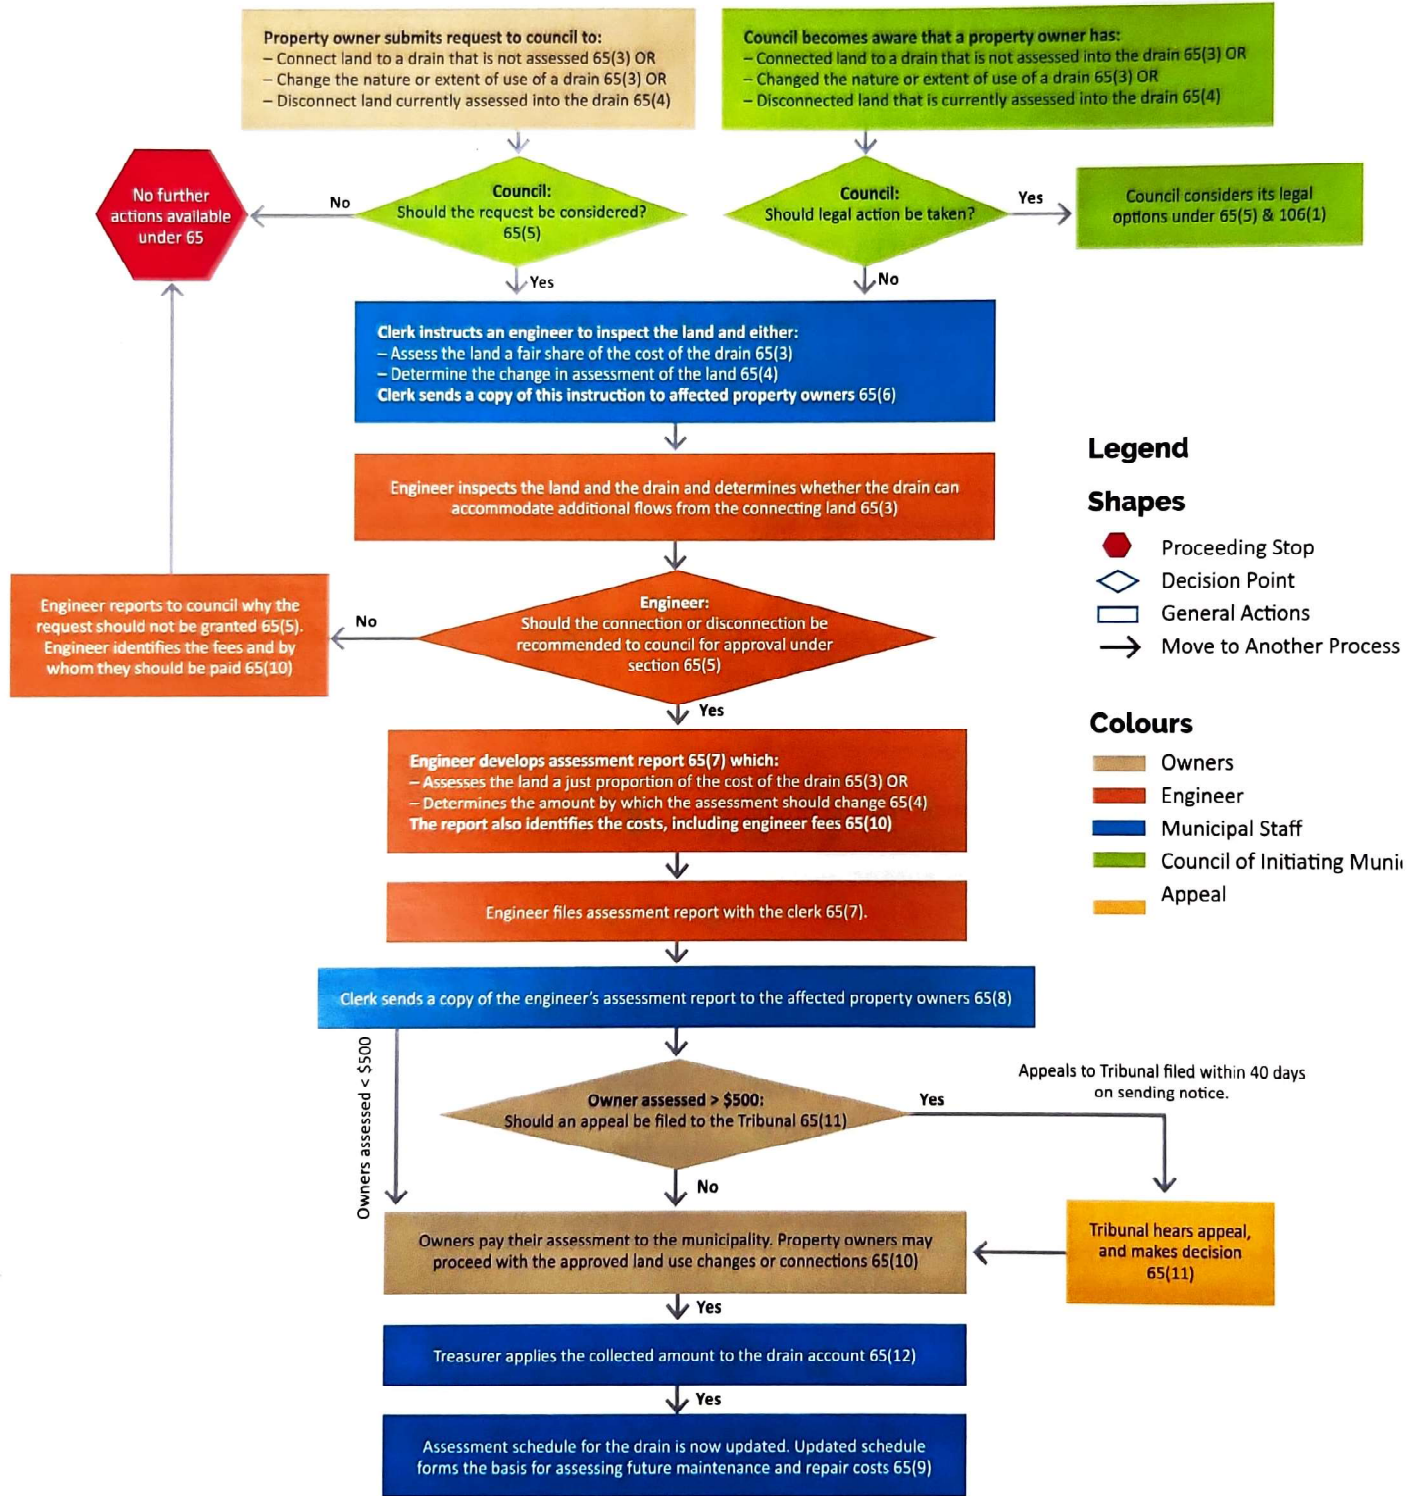 Property owner submits request to council to:
– Connect land to a drain that is not assessed 65(3) OR
– Change the nature or extent of use of a drain 65(3) OR
– Disconnect land currently assessed into the drain 65(4)
Council becomes aware that a property owner has:
– Connected land to a drain that is not assessed into the drain 65(3) OR
– Changed the nature or extent of use of a drain 65(3) OR
– Disconnected land that is currently assessed into the drain 65(4)
No further
actions available
under 65
No
Council:
Should the request be considered?
65(5)
Yes
Council:
Should legal action be taken?
Yes
No
Council considers its legal
options under 65(5) & 106(1)
Clerk instructs an engineer to inspect the land and either:
– Assess the land a fair share of the cost of the drain 65(3)
– Determine the change in assessment of the land 65(4)
Clerk sends a copy of this instruction to affected property owners 65(6)
Engineer inspects the land and the drain and determines whether the drain can
accommodate additional flows from the connecting land 65(3)
Engineer:
Should the connection or disconnection be
recommended to council for approval under
section 65(5)
No
Engineer reports to council why the
request should not be granted 65(5).
Engineer identifies the fees and by
whom they should be paid 65(10)
Yes
Engineer develops assessment report 65(7) which:
– Assesses the land a just proportion of the cost of the drain 65(3) OR
– Determines the amount by which the assessment should change 65(4)
The report also identifies the costs, including engineer fees 65(10)
Engineer files assessment report with the clerk 65(7).
Clerk sends a copy of the engineer's assessment report to the affected property owners 65(8)
Owners assessed < $500
Owner assessed > $500:
Should an appeal be filed to the Tribunal 65(11)
Yes
Appeals to Tribunal filed within 40 days
on sending notice.
No
Owners pay their assessment to the municipality. Property owners may
proceed with the approved land use changes or connections 65(10)
Tribunal hears appeal,
and makes decision
65(11)
Yes
Treasurer applies the collected amount to the drain account 65(12)
Yes
Assessment schedule for the drain is now updated. Updated schedule
forms the basis for assessing future maintenance and repair costs 65(9)
Legend
Shapes
Proceeding Stop
Decision Point
General Actions
Move to Another Process
Colours
Owners
Engineer
Municipal Staff
Council of Initiating Muni
Appeal